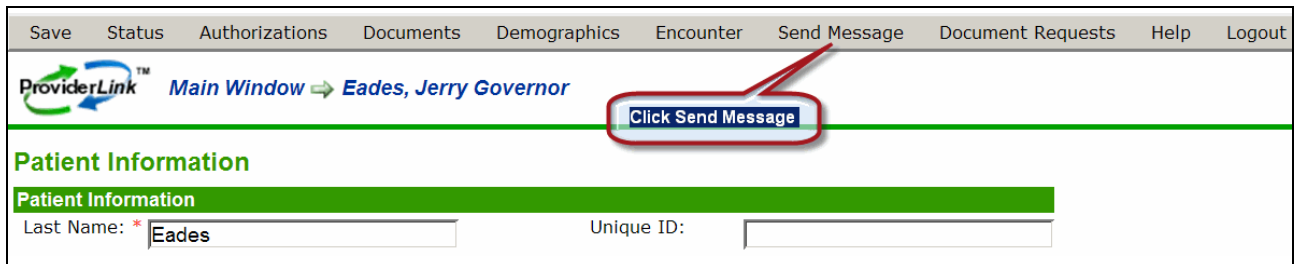 Save Status Authorizations Documents Demographics Encounter Send Message Document Requests Help Logout
ProviderLink™ Main Window ⇒ Eades, Jerry Governor
Click Send Message
Patient Information
Patient Information
Last Name: * Eades Unique ID: